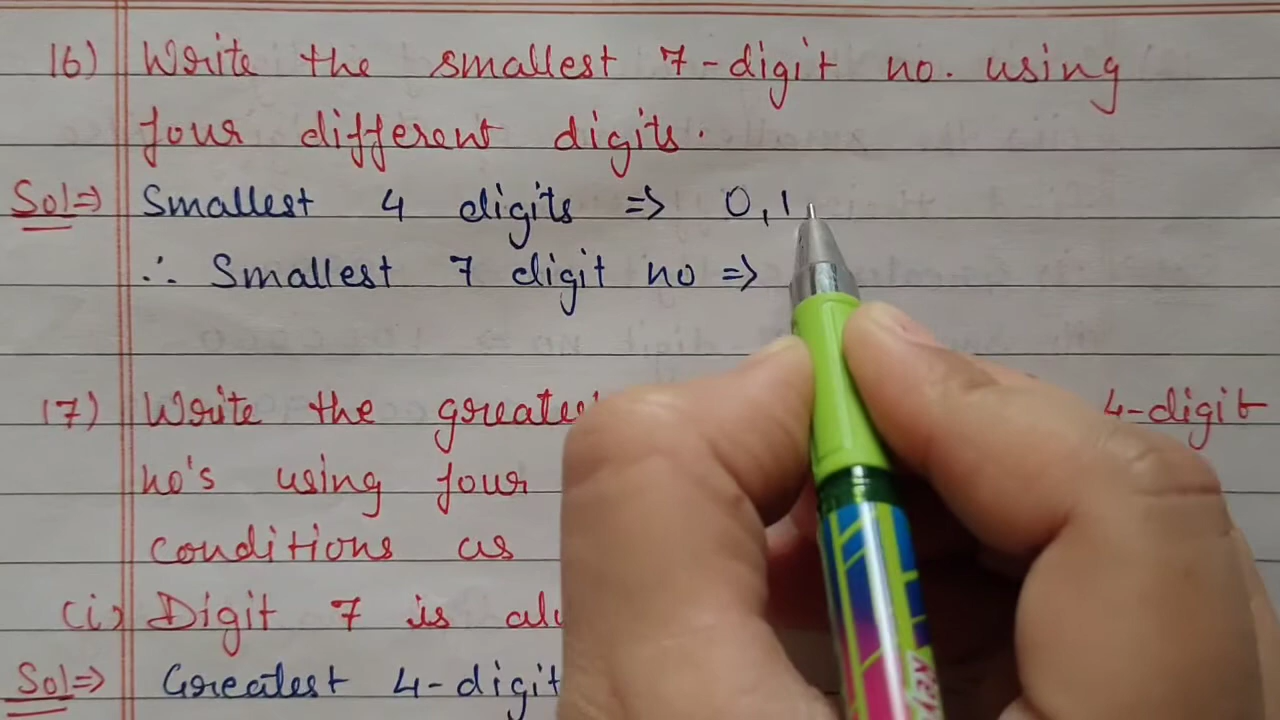 16) Write the smallest 7-digit no. using
four different digits.
Sol⇒ Smallest 4 digits ⇒ 0,1
∴ Smallest 7 digit no ⇒
17) Write the 4-digit
no's using four
conditions as
(i) Digit 7 is
Sol⇒ Greatest 4-digit